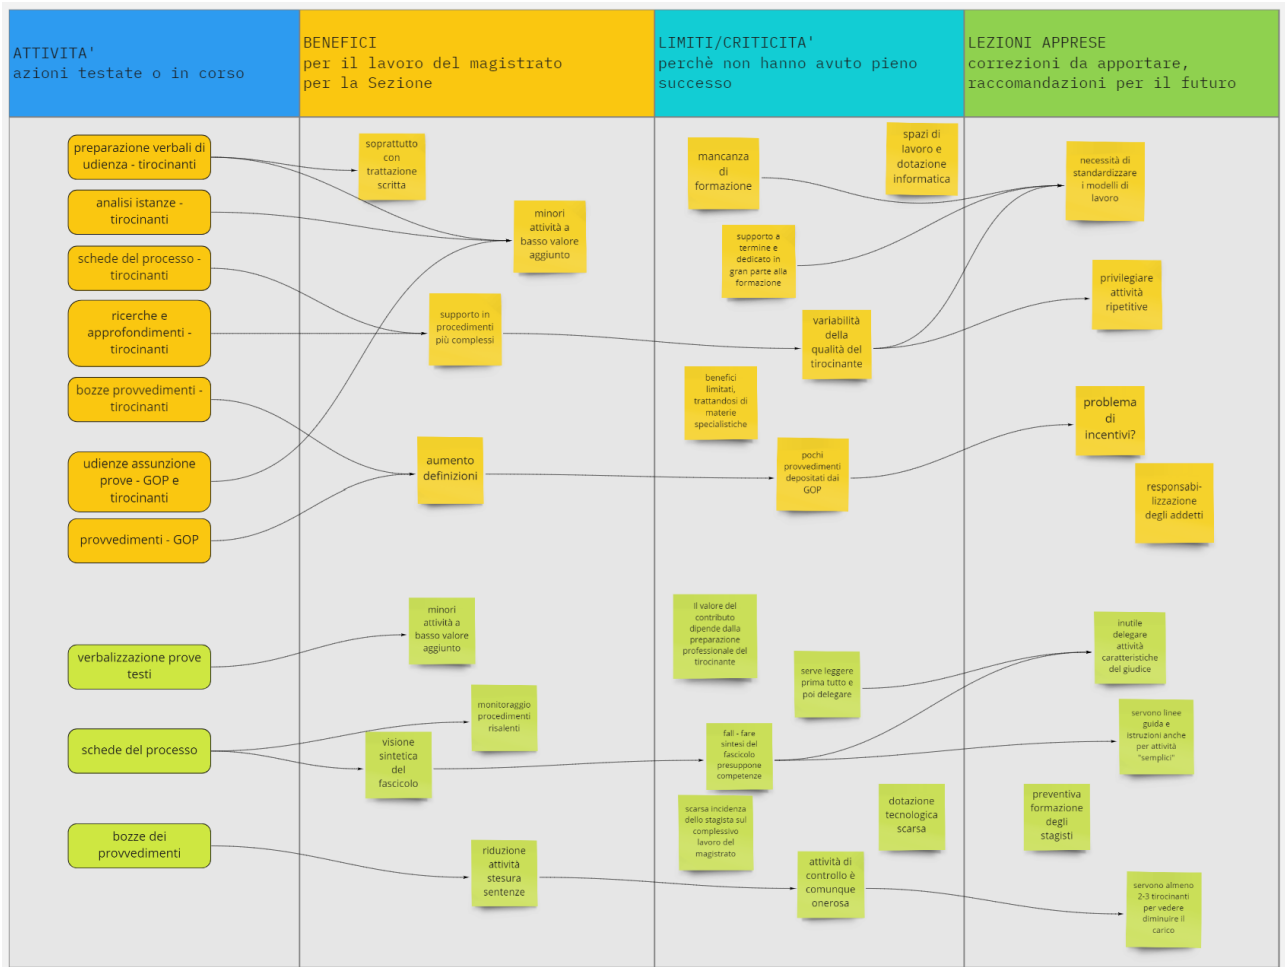 ATTIVITA'
azioni testate o in corso
BENEFICI
per il lavoro del magistrato
per la Sezione
LIMITI/CRITICITA'
perchè non hanno avuto pieno
successo
LEZIONI APPRESE
correzioni da apportare,
raccomandazioni per il futuro
preparazione verbali di
udienza - tirocinanti
analisi istanze -
tirocinanti
schede del processo -
tirocinanti
ricerche e
approfondimenti -
tirocinanti
bozze provvedimenti -
tirocinanti
udienze assunzione
prove - GOP e
tirocinanti
provvedimenti - GOP
soprattutto
con
trattazione
scritta
minori
attività a
basso valore
aggiunto
supporto in
procedimenti
più complessi
aumento
definizioni
mancanza
di
formazione
spazi di
lavoro e
dotazione
informatica
supporto a
termine e
dedicato in
gran parte alla
formazione
variabilità
della
qualità del
tirocinante
benefici
limitati,
trattandosi di
materie
specialistiche
pochi
provvedimenti
depositati dai
GOP
necessità di
standardizzare
i modelli di
lavoro
privilegiare
attività
ripetitive
problema
di
incentivi?
responsabi-
lizzazione
degli addetti
verbalizzazione prove
testi
schede del processo
bozze dei
provvedimenti
minori
attività a
basso valore
aggiunto
monitoraggio
procedimenti
risalenti
visione
sintetica
del
fascicolo
riduzione
attività
stesura
sentenze
Il valore del
contributo
dipende dalla
preparazione
professionale del
tirocinante
serve leggere
prima tutto e
poi delegare
fall - fare
sintesi del
fascicolo
presuppone
competenze
scarsa incidenza
dello stagista sul
complessivo
lavoro del
magistrato
dotazione
tecnologica
scarsa
attività di
controllo è
comunque
onerosa
inutile
delegare
attività
caratteristiche
del giudice
servono linee
guida e
istruzioni anche
per attività
"semplici"
preventiva
formazione
degli
stagisti
servono almeno
2-3 tirocinanti
per vedere
diminuire il
carico